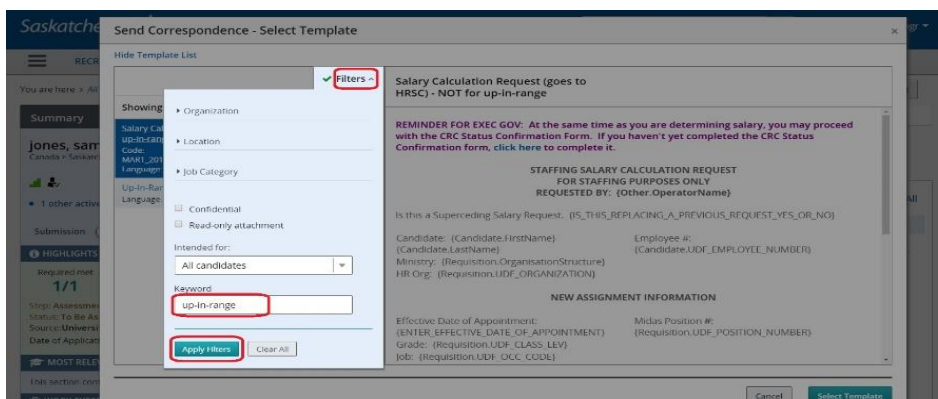 Saskatche
Send Correspondence - Select Template
×
gr
Hide Template List
RECR
You are here > All
Filters
Showing
Organization
Location
Job Category
Confidential
Read-only attachment
Intended for:
All candidates
Keyword
up-in-range
Apply Filters
Clear All
Salary Cal
up-in-rang
Code:
MAR1_201
Language:
Up-In-Ran
Language:
Salary Calculation Request (goes to
HRSC) - NOT for up-in-range
REMINDER FOR EXEC GOV: At the same time as you are determining salary, you may proceed
with the CRC Status Confirmation Form. If you haven't yet completed the CRC Status
Confirmation form, click here to complete it.
STAFFING SALARY CALCULATION REQUEST
FOR STAFFING PURPOSES ONLY
REQUESTED BY: {Other.OperatorName}
Is this a Superceding Salary Request. {IS_THIS_REPLACING_A_PREVIOUS_REQUEST_YES_OR_NO}
Candidate: {Candidate.FirstName}
{Candidate.LastName}
Employee #:
{Candidate.UDF_EMPLOYEE_NUMBER}
Ministry: {Requisition.OrganisationStructure}
HR Org: {Requisition.UDF_ORGANIZATION}
NEW ASSIGNMENT INFORMATION
Effective Date of Appointment:
{ENTER_EFFECTIVE_DATE_OF_APPOINTMENT}
Midas Position #:
{Requisition.UDF_POSITION_NUMBER}
Grade: {Requisition.UDF_CLASS_LEV}
Job: {Requisition.UDF_OCC_CODE}
Cancel
Select Template
Summary
jones, sam
Canada > Saskatc
1 other active
All
Submission
HIGHLIGHTS
Required met
1/1
Step: Assessmen
Status: To Be As
Source: Universi
Date of Applicati
MOST RELE
This section con